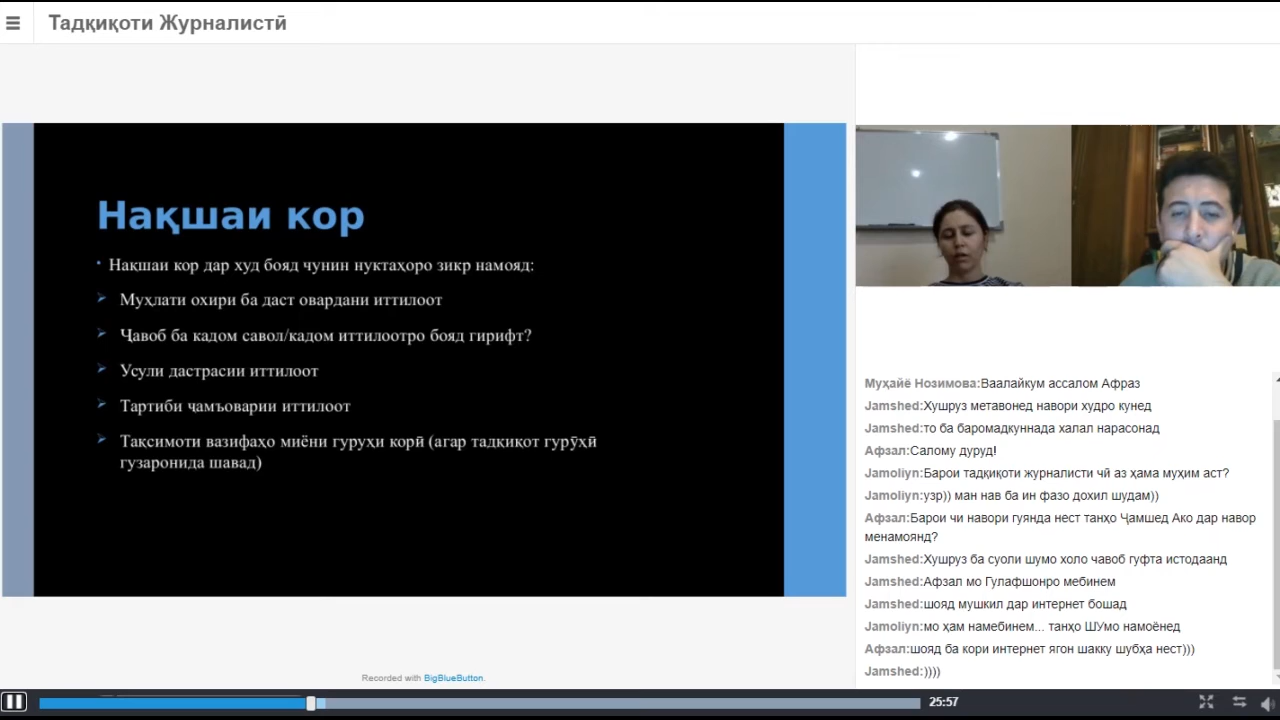 Тадқиқоти Журналистӣ
Нақшаи кор
Нақшаи кор дар худ бояд чунин нуктаҳоро зикр намояд:
Муҳлати охири ба даст овардани иттилоот
Ҷавоб ба кадом савол/кадом иттилоотро бояд гирифт?
Усули дастрасии иттилоот
Тартиби ҷамъоварии иттилоот
Тақсимоти вазифаҳо миёни гуруҳи корӣ (агар тадқиқот гурӯҳӣ
гузаронида шавад)
Муҳайё Нозимова:Ваалайкум ассалом Афраз
Jamshed:Хушруз метавонед навори худро кунед
Jamshed:то ба баромадкуннада халал нарасонад
Афзал:Салому дуруд!
Jamoliyn:Барои тадқиқоти журналисти чӣ аз ҳама муҳим аст?
Jamoliyn:узр)) ман нав ба ин фазо дохил шудам))
Афзал:Барои чи навори гуянда нест танҳо Ҷамшед Ако дар навор
менамоянд?
Jamshed:Хушруз ба суоли шумо холо чавоб гуфта истодаанд
Jamshed:Афзал мо Гулафшонро мебинем
Jamshed:шояд мушкил дар интернет бошад
Jamoliyn:мо ҳам намебинем... танҳо ШУмо намоёнед
Афзал:шояд ба кори интернет ягон шакку шубҳа нест)))
Jamshed:))))
Recorded with BigBlueButton.
25:57